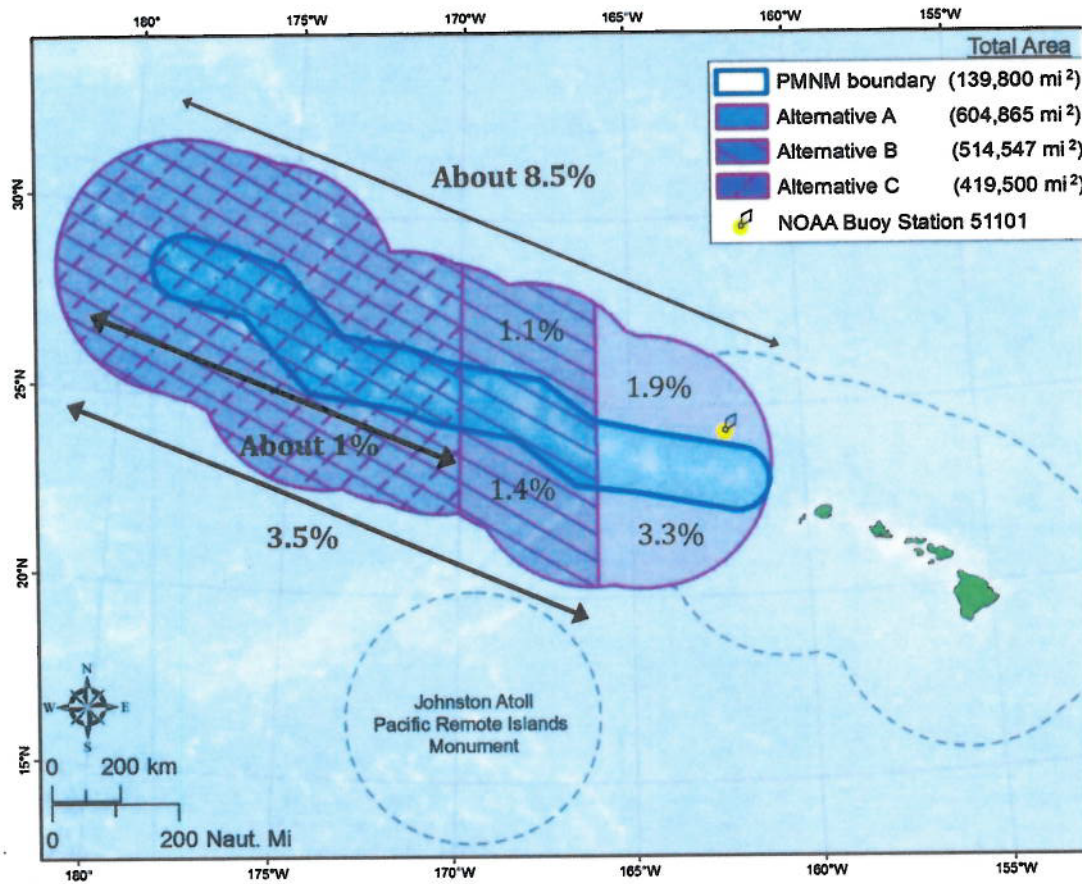 180° 175°W 170°W 165°W 160°W 155°W
Total Area
PMNM boundary (139,800 mi²)
Alternative A (604,865 mi²)
Alternative B (514,547 mi²)
Alternative C (419,500 mi²)
NOAA Buoy Station 51101
30°N
About 8.5%
1.1%
25°N
1.9%
About 1%
1.4%
3.3%
3.5%
20°N
Johnston Atoll
Pacific Remote Islands
Monument
N
W E
S
15°N
0 200 km
0 200 Naut. Mi
180° 175°W 170°W 165°W 160°W 155°W